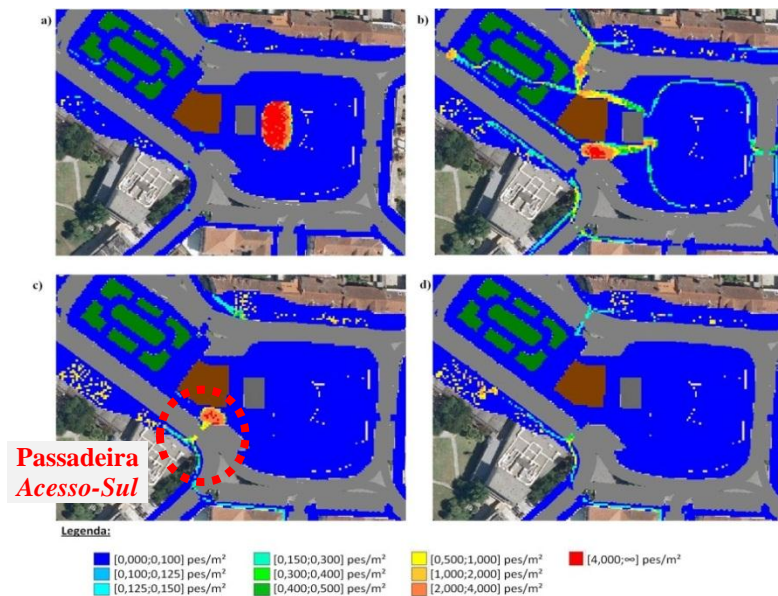 a)
b)
c)
d)
Passadeira
Acesso-Sul
Legenda:
[0,000;0,100] pes/m²
[0,100;0,125] pes/m²
[0,125;0,150] pes/m²
[0,150;0,300] pes/m²
[0,300;0,400] pes/m²
[0,400;0,500] pes/m²
[0,500;1,000] pes/m²
[1,000;2,000] pes/m²
[2,000;4,000] pes/m²
[4,000;∞] pes/m²